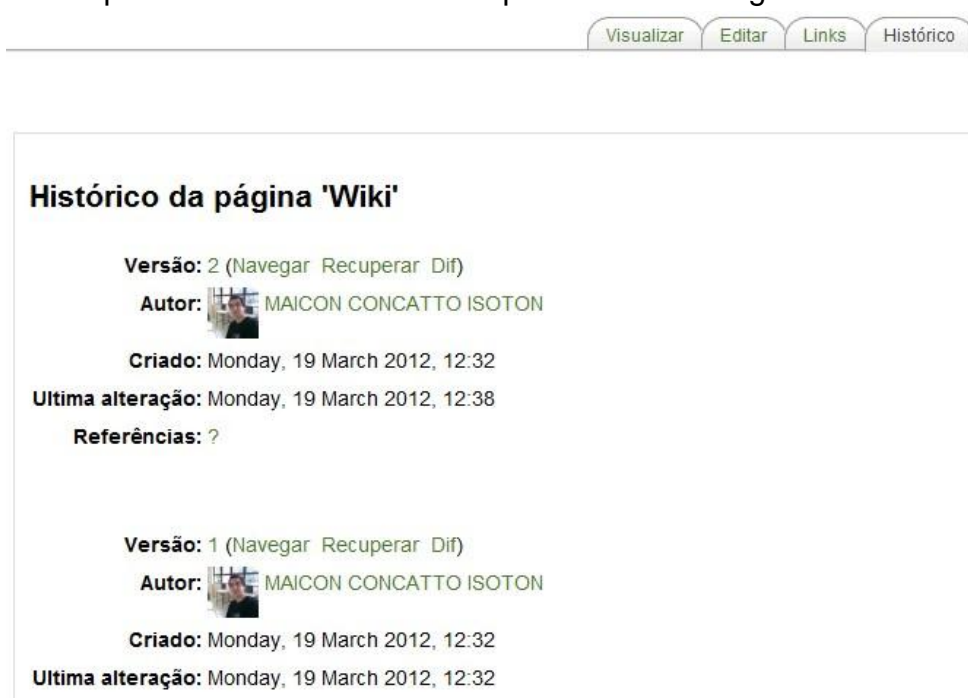 Visualizar Editar Links Histórico
Histórico da página 'Wiki'
Versão: 2 (Navegar Recuperar Dif)
Autor: MAICON CONCATTO ISOTON
Criado: Monday, 19 March 2012, 12:32
Ultima alteração: Monday, 19 March 2012, 12:38
Referências: ?
Versão: 1 (Navegar Recuperar Dif)
Autor: MAICON CONCATTO ISOTON
Criado: Monday, 19 March 2012, 12:32
Ultima alteração: Monday, 19 March 2012, 12:32